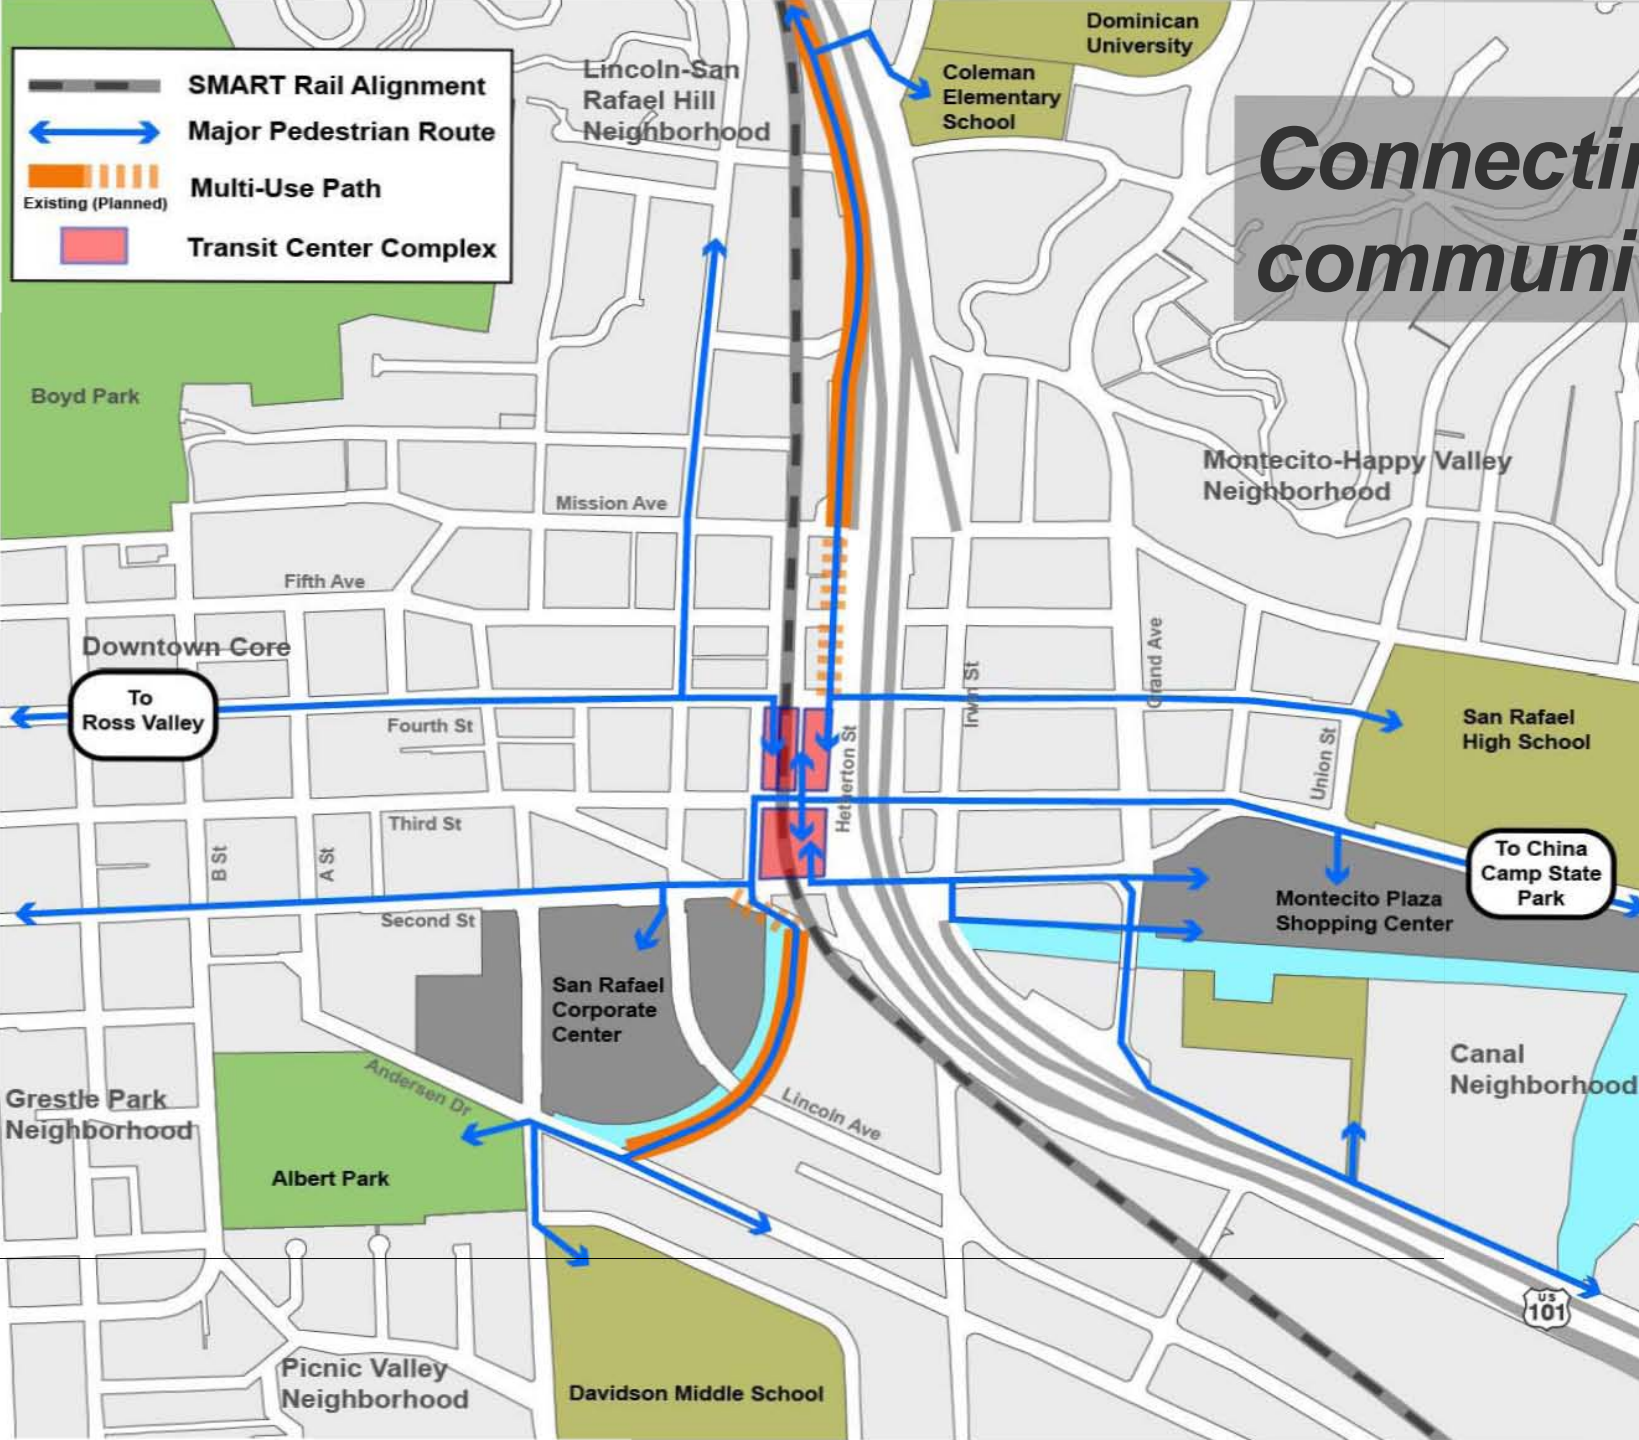 SMART Rail Alignment
Major Pedestrian Route
Multi-Use Path
Existing (Planned)
Transit Center Complex
Lincoln-San
Rafael Hill
Neighborhood
Dominican
University
Coleman
Elementary
School
Connectin
communi
Boyd Park
Montecito-Happy Valley
Neighborhood
Mission Ave
Fifth Ave
Downtown Core
To
Ross Valley
Fourth St
Irwin St
Grand Ave
San Rafael
High School
Union St
Hetherton St
Third St
B St
A St
To China
Camp State
Park
Montecito Plaza
Shopping Center
Second St
San Rafael
Corporate
Center
Canal
Neighborhood
Andersen Dr
Lincoln Ave
Grestle Park
Neighborhood
Albert Park
US
101
Picnic Valley
Neighborhood
Davidson Middle School